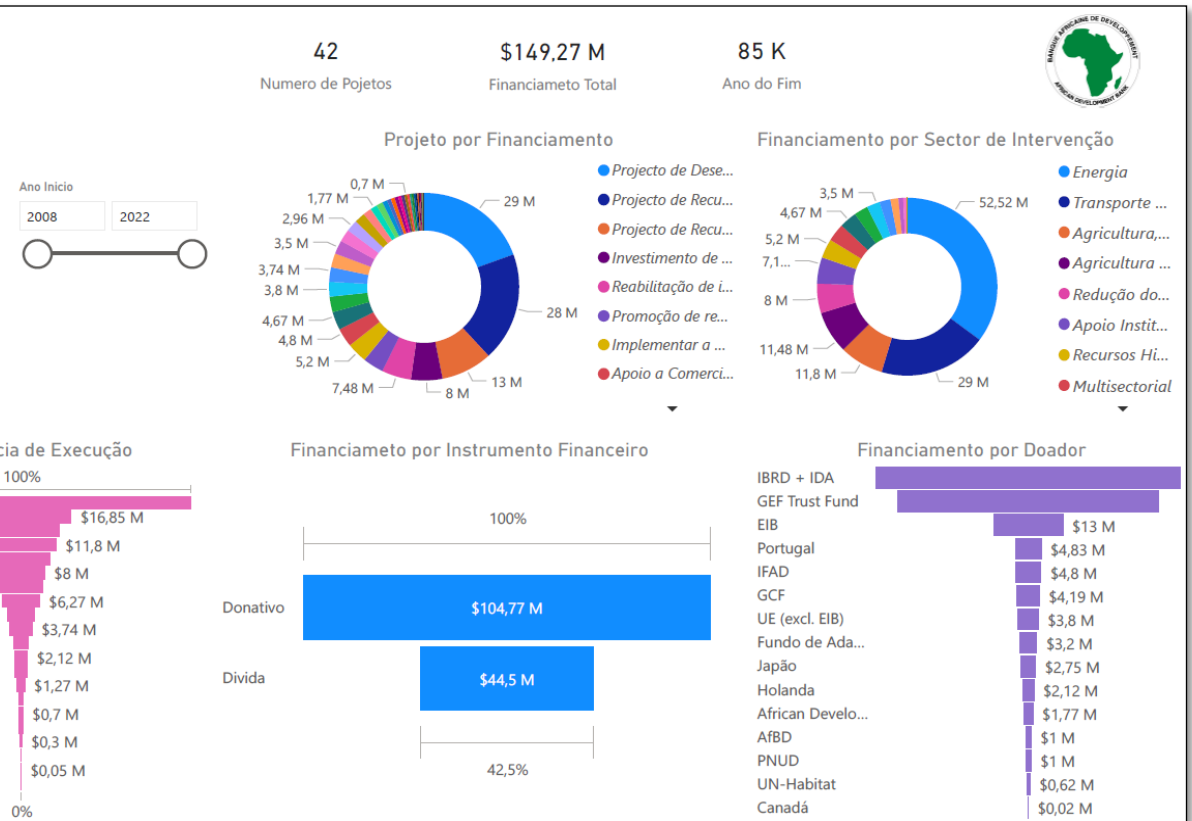 42
Numero de Pojetos
$149,27 M
Financiameto Total
85 K
Ano do Fim
BANQUE AFRICAINE DE DEVELOPPEMENT
AFRICAN DEVELOPMENT BANK
Ano Inicio
2008
2022
Projeto por Financiamento
29 M
28 M
13 M
8 M
7,48 M
5,2 M
4,8 M
4,67 M
3,8 M
3,74 M
3,5 M
2,96 M
1,77 M
0,7 M
Projecto de Dese...
Projecto de Recu...
Projecto de Recu...
Investimento de ...
Reabilitação de i...
Promoção de re...
Implementar a ...
Apoio a Comerci...
Financiamento por Sector de Intervenção
52,52 M
29 M
11,8 M
11,48 M
8 M
7,1...
5,2 M
4,67 M
3,5 M
Energia
Transporte ...
Agricultura,...
Agricultura ...
Redução do...
Apoio Instit...
Recursos Hi...
Multisectorial
cia de Execução
100%
$16,85 M
$11,8 M
$8 M
$6,27 M
$3,74 M
$2,12 M
$1,27 M
$0,7 M
$0,3 M
$0,05 M
0%
Financiameto por Instrumento Financeiro
100%
Donativo
$104,77 M
Divida
$44,5 M
42,5%
Financiamento por Doador
IBRD + IDA
GEF Trust Fund
EIB
$13 M
Portugal
$4,83 M
IFAD
$4,8 M
GCF
$4,19 M
UE (excl. EIB)
$3,8 M
Fundo de Ada...
$3,2 M
Japão
$2,75 M
Holanda
$2,12 M
African Develo...
$1,77 M
AfBD
$1 M
PNUD
$1 M
UN-Habitat
$0,62 M
Canadá
$0,02 M